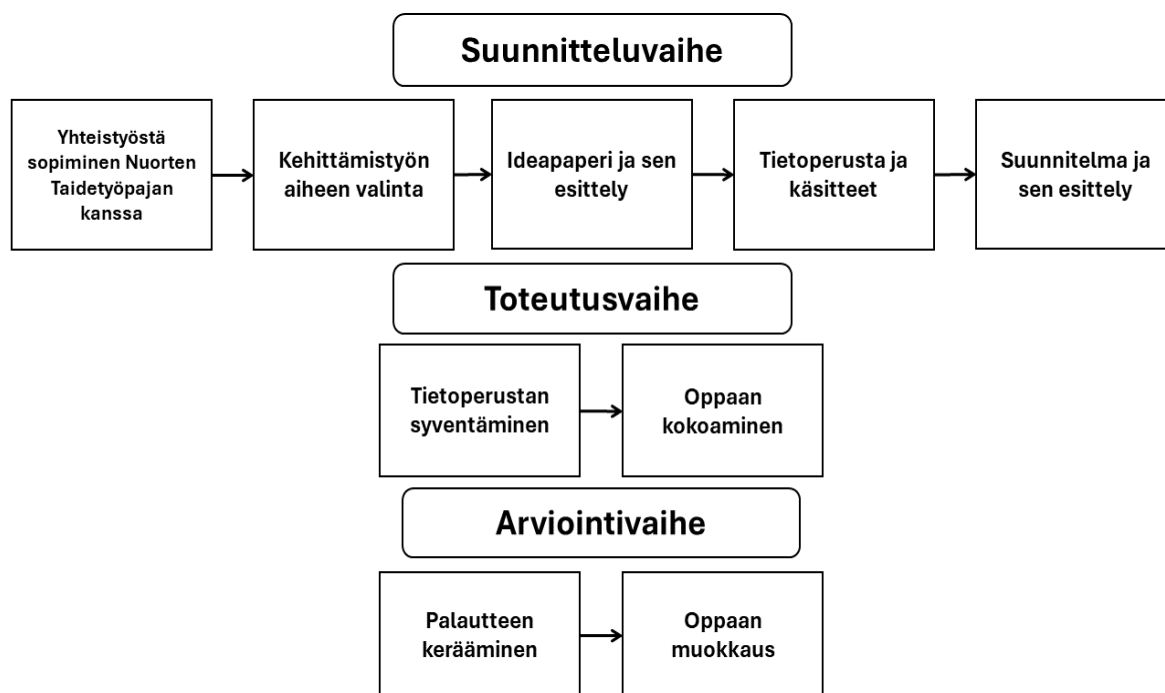 Suunnitteluvaihe
Yhteistyöstä
sopiminen Nuorten
Taidetyöpajan
kanssa
Kehittämistyön
aiheen valinta
Ideapaperi ja sen
esittely
Tietoperusta ja
käsitteet
Suunnitelma ja
sen esittely
Toteutusvaihe
Tietoperustan
syventäminen
Oppaan
kokoaminen
Arviointivaihe
Palautteen
kerääminen
Oppaan
muokkaus